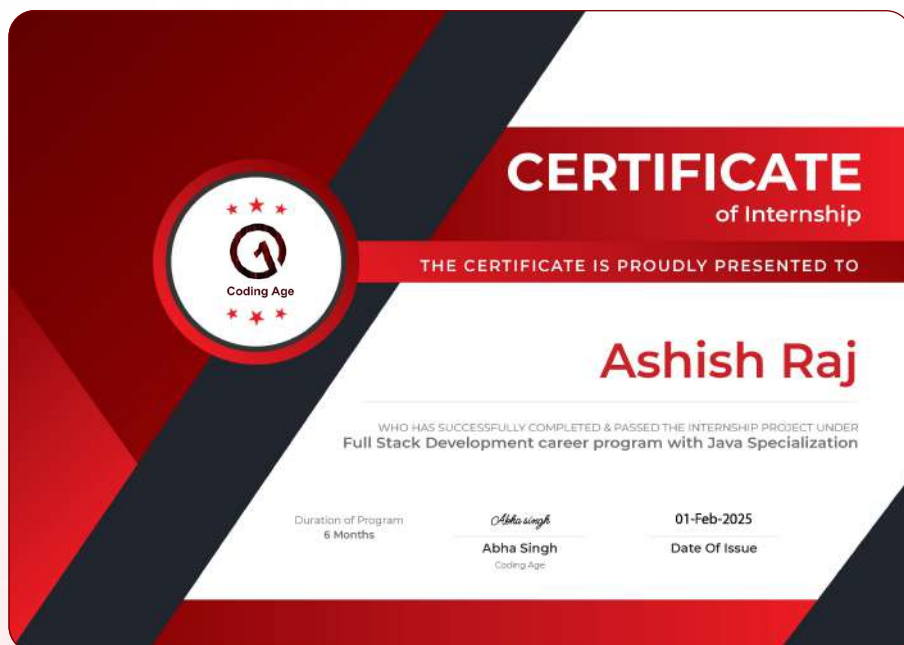 CERTIFICATE
of Internship
THE CERTIFICATE IS PROUDLY PRESENTED TO
Coding Age
Ashish Raj
WHO HAS SUCCESSFULLY COMPLETED & PASSED THE INTERNSHIP PROJECT UNDER
Full Stack Development career program with Java Specialization
Duration of Program
6 Months
Abha singh
Abha Singh
Coding Age
01-Feb-2025
Date Of Issue